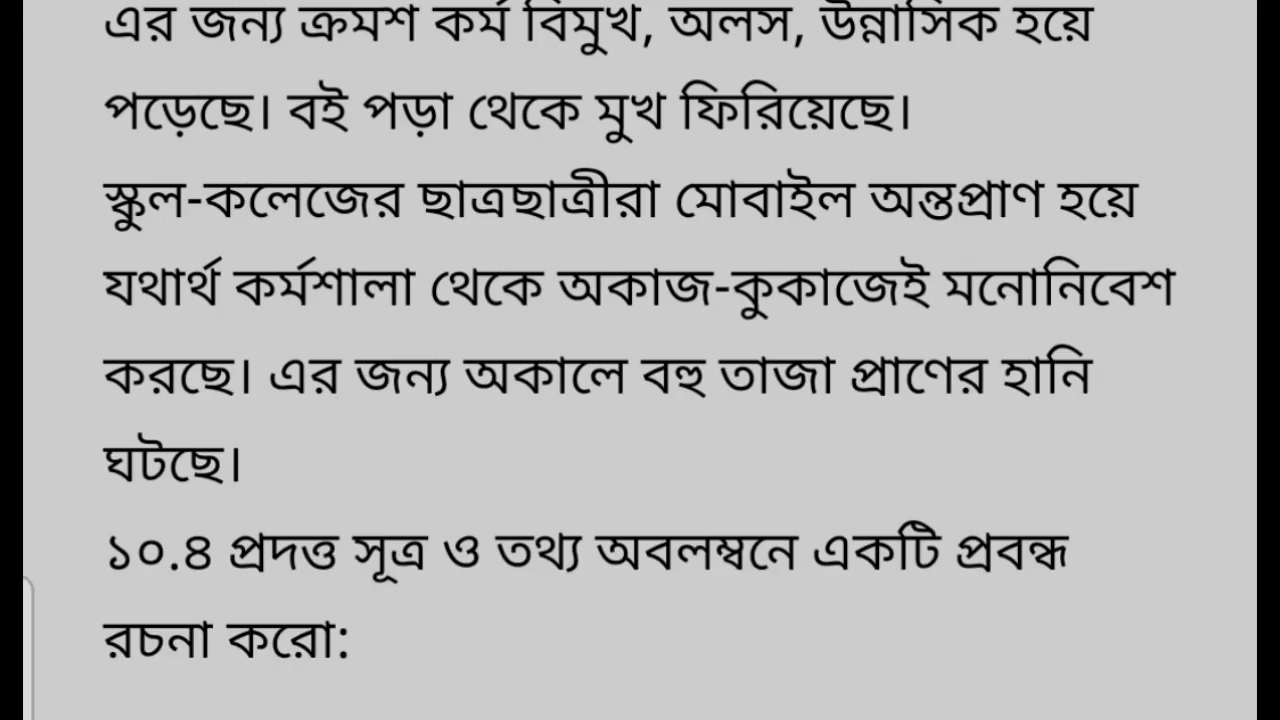 এর জন্য ক্রমশ কর্ম বিমুখ, অলস, উন্নাসিক হয়ে
পড়েছে। বই পড়া থেকে মুখ ফিরিয়েছে।
স্কুল-কলেজের ছাত্রছাত্রীরা মোবাইল অন্তপ্রাণ হয়ে
যথার্থ কর্মশালা থেকে অকাজ-কুকাজেই মনোনিবেশ
করছে। এর জন্য অকালে বহু তাজা প্রাণের হানি
ঘটছে।
১০.৪ প্রদত্ত সূত্র ও তথ্য অবলম্বনে একটি প্রবন্ধ
রচনা করো: